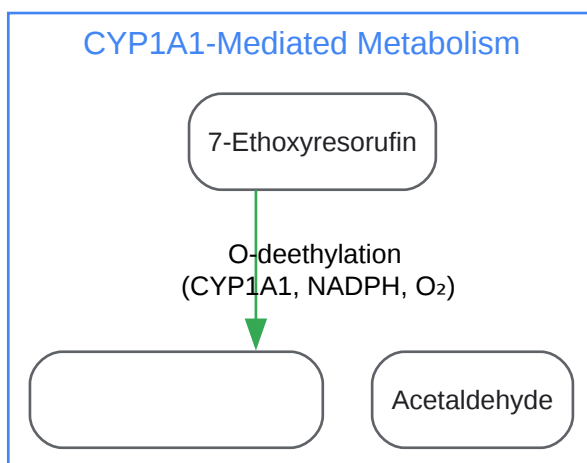 CYP1A1-Mediated Metabolism
7-Ethoxyresorufin
O-deethylation
(CYP1A1, NADPH, O₂)
Acetaldehyde